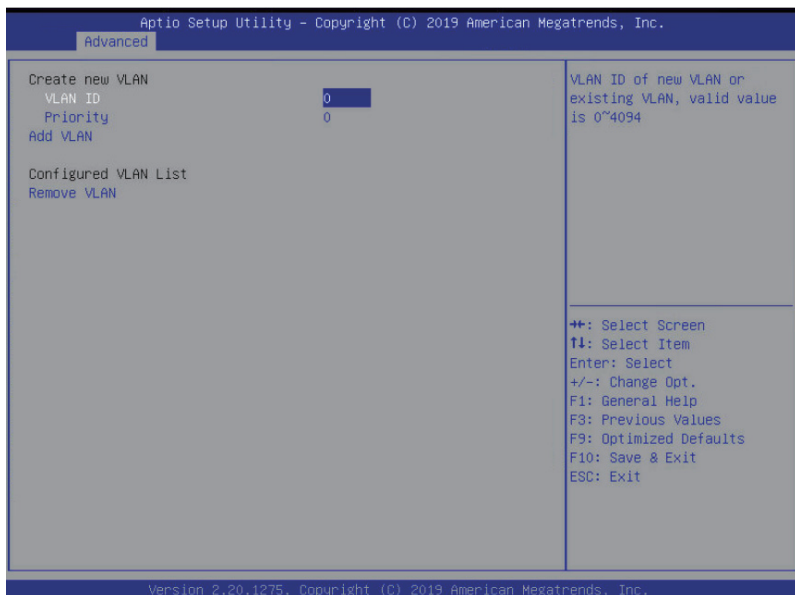 Aptio Setup Utility – Copyright (C) 2019 American Megatrends, Inc.
Advanced
Create new VLAN
VLAN ID 0
Priority 0
Add VLAN
Configured VLAN List
Remove VLAN
VLAN ID of new VLAN or
existing VLAN, valid value
is 0~4094
→←: Select Screen
↑↓: Select Item
Enter: Select
+/-: Change Opt.
F1: General Help
F3: Previous Values
F9: Optimized Defaults
F10: Save & Exit
ESC: Exit
Version 2.20.1275. Copyright (C) 2019 American Megatrends, Inc.